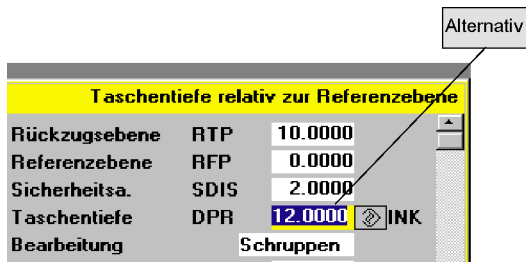 Alternativ
Taschentiefe relativ zur Referenzebene
Rückzugsebene RTP 10.0000
Referenzebene RFP 0.0000
Sicherheitsa. SDIS 2.0000
Taschentiefe DPR 12.0000 INK
Bearbeitung Schruppen